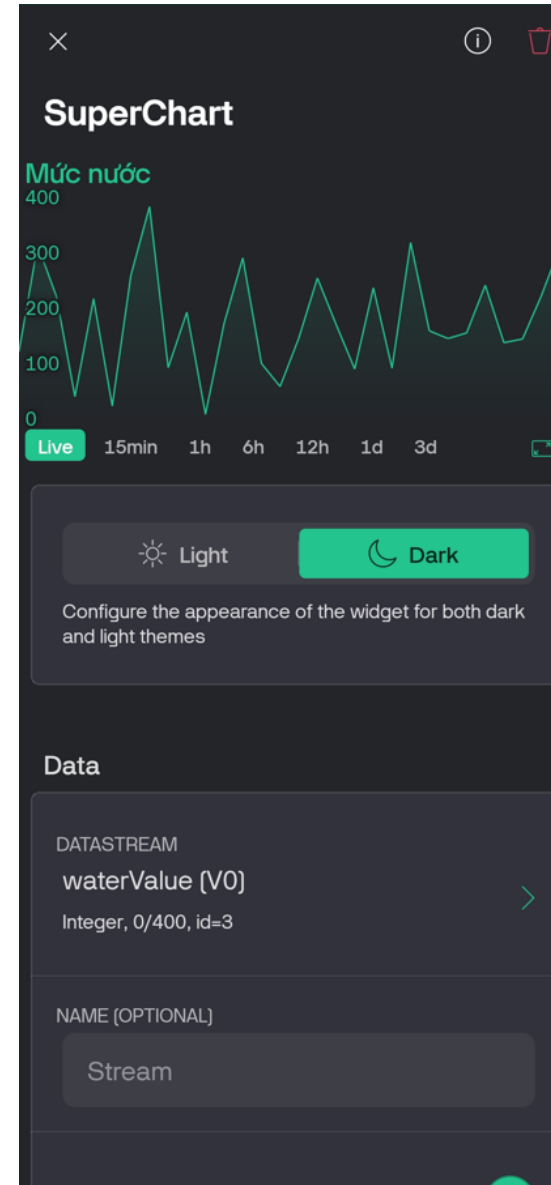 SuperChart
Mức nước
400
300
200
100
0
Live 15min 1h 6h 12h 1d 3d
Light Dark
Configure the appearance of the widget for both dark
and light themes
Data
DATASTREAM
waterValue (V0)
Integer, 0/400, id=3
NAME (OPTIONAL)
Stream